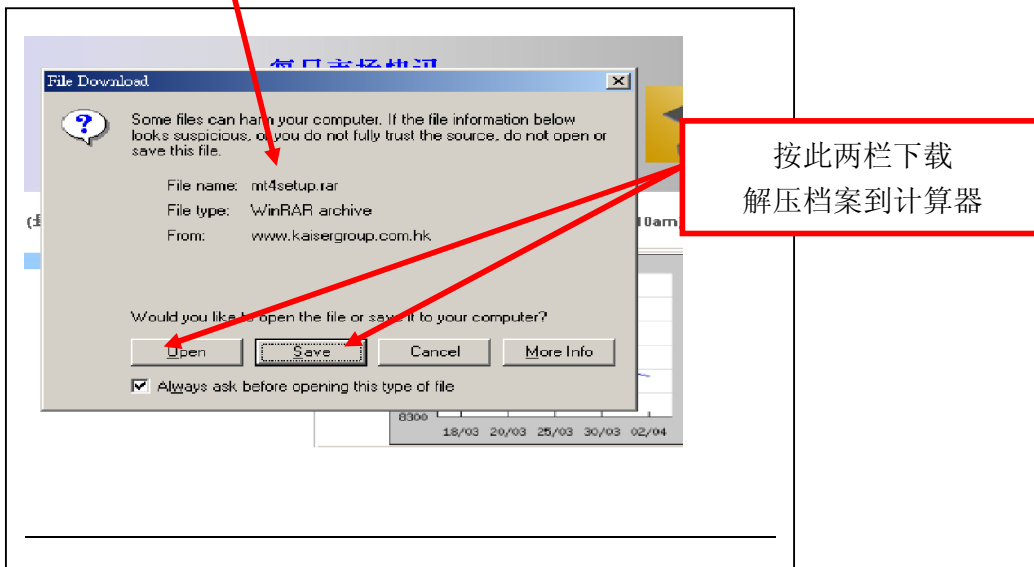 File Download
Some files can harm your computer. If the file information below
looks suspicious, or you do not fully trust the source, do not open or
save this file.
File name: mt4setup.rar
File type: WinRAR archive
From: www.kaisergroup.com.hk
Would you like to open the file or save it to your computer?
Open Save Cancel More Info
Always ask before opening this type of file
按此两栏下载
解压档案到计算器
10am
8300
18/03 20/03 25/03 30/03 02/04